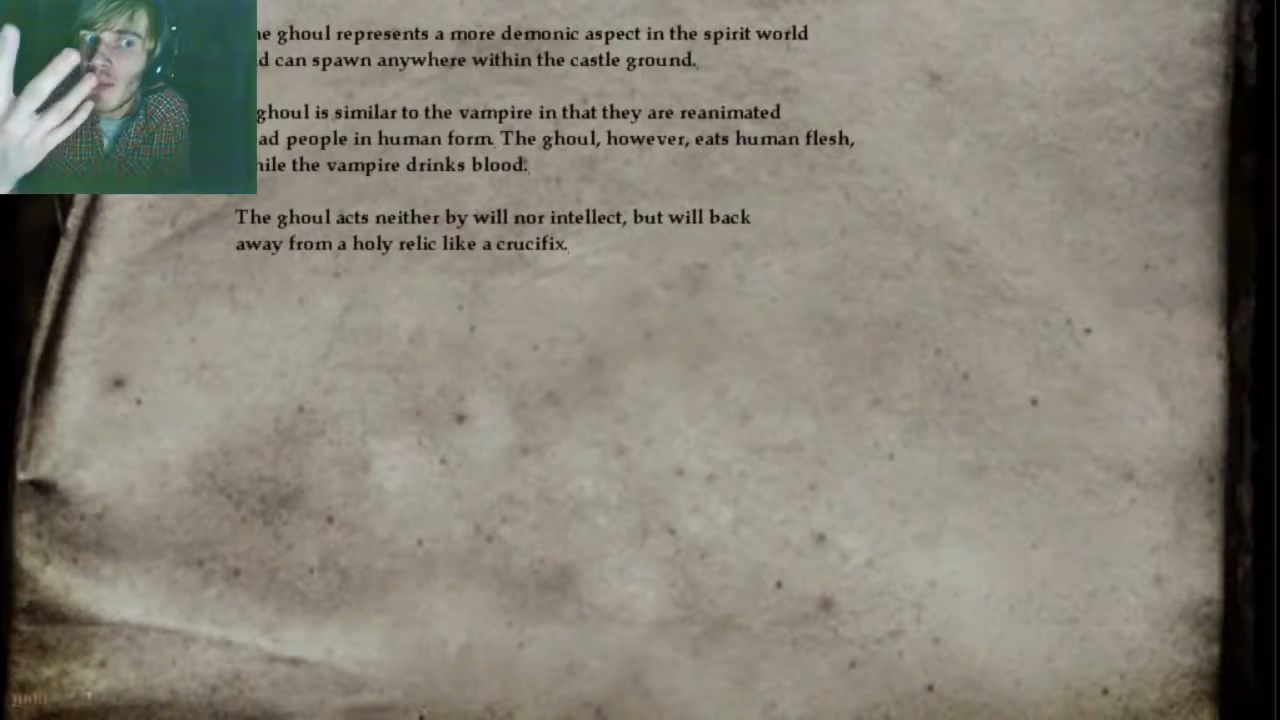 ghoul represents a more demonic aspect in the spirit world
can spawn anywhere within the castle ground.
ghoul is similar to the vampire in that they are reanimated
people in human form. The ghoul, however, eats human flesh,
the vampire drinks blood.
The ghoul acts neither by will nor intellect, but will back
away from a holy relic like a crucifix.